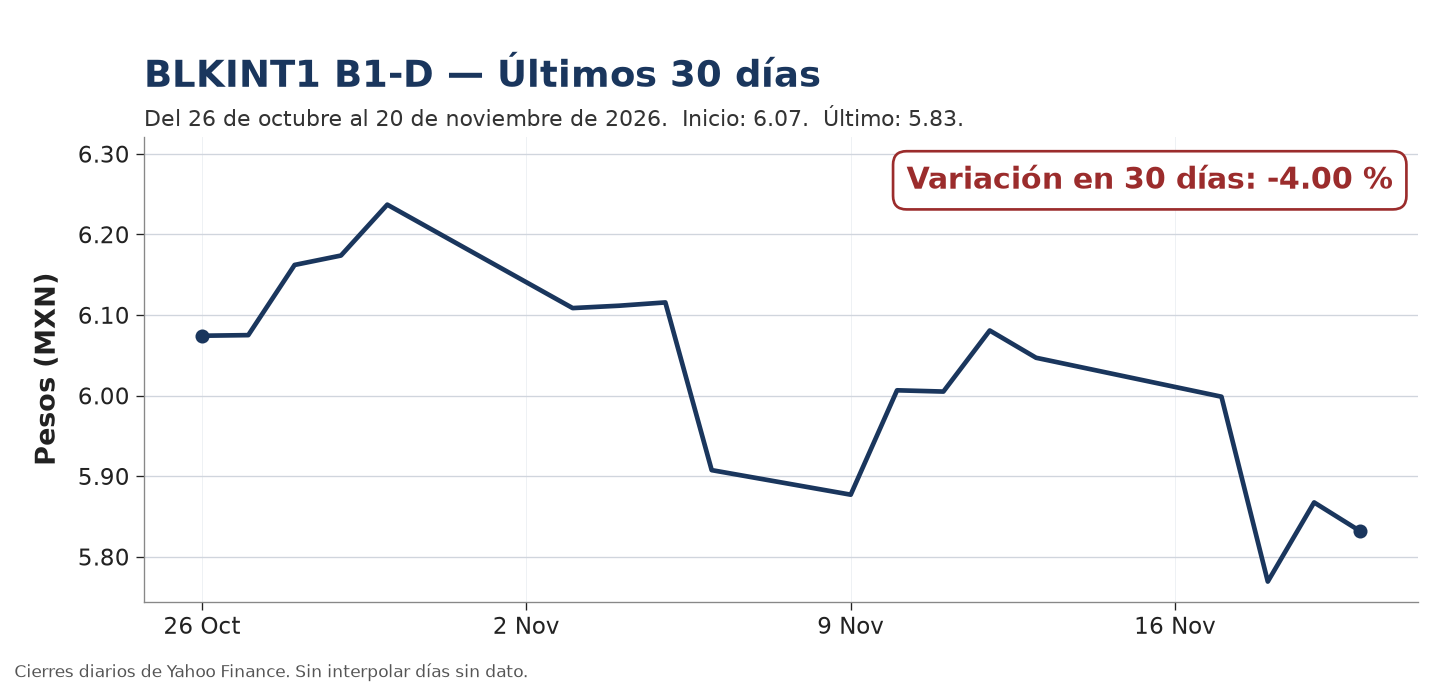 BLKINT1 B1-D — Últimos 30 días
Del 26 de octubre al 20 de noviembre de 2026.  Inicio: 6.07.  Último: 5.83.
Variación en 30 días: -4.00 %
Pesos (MXN)
6.30
6.20
6.10
6.00
5.90
5.80
26 Oct
2 Nov
9 Nov
16 Nov
Cierres diarios de Yahoo Finance. Sin interpolar días sin dato.